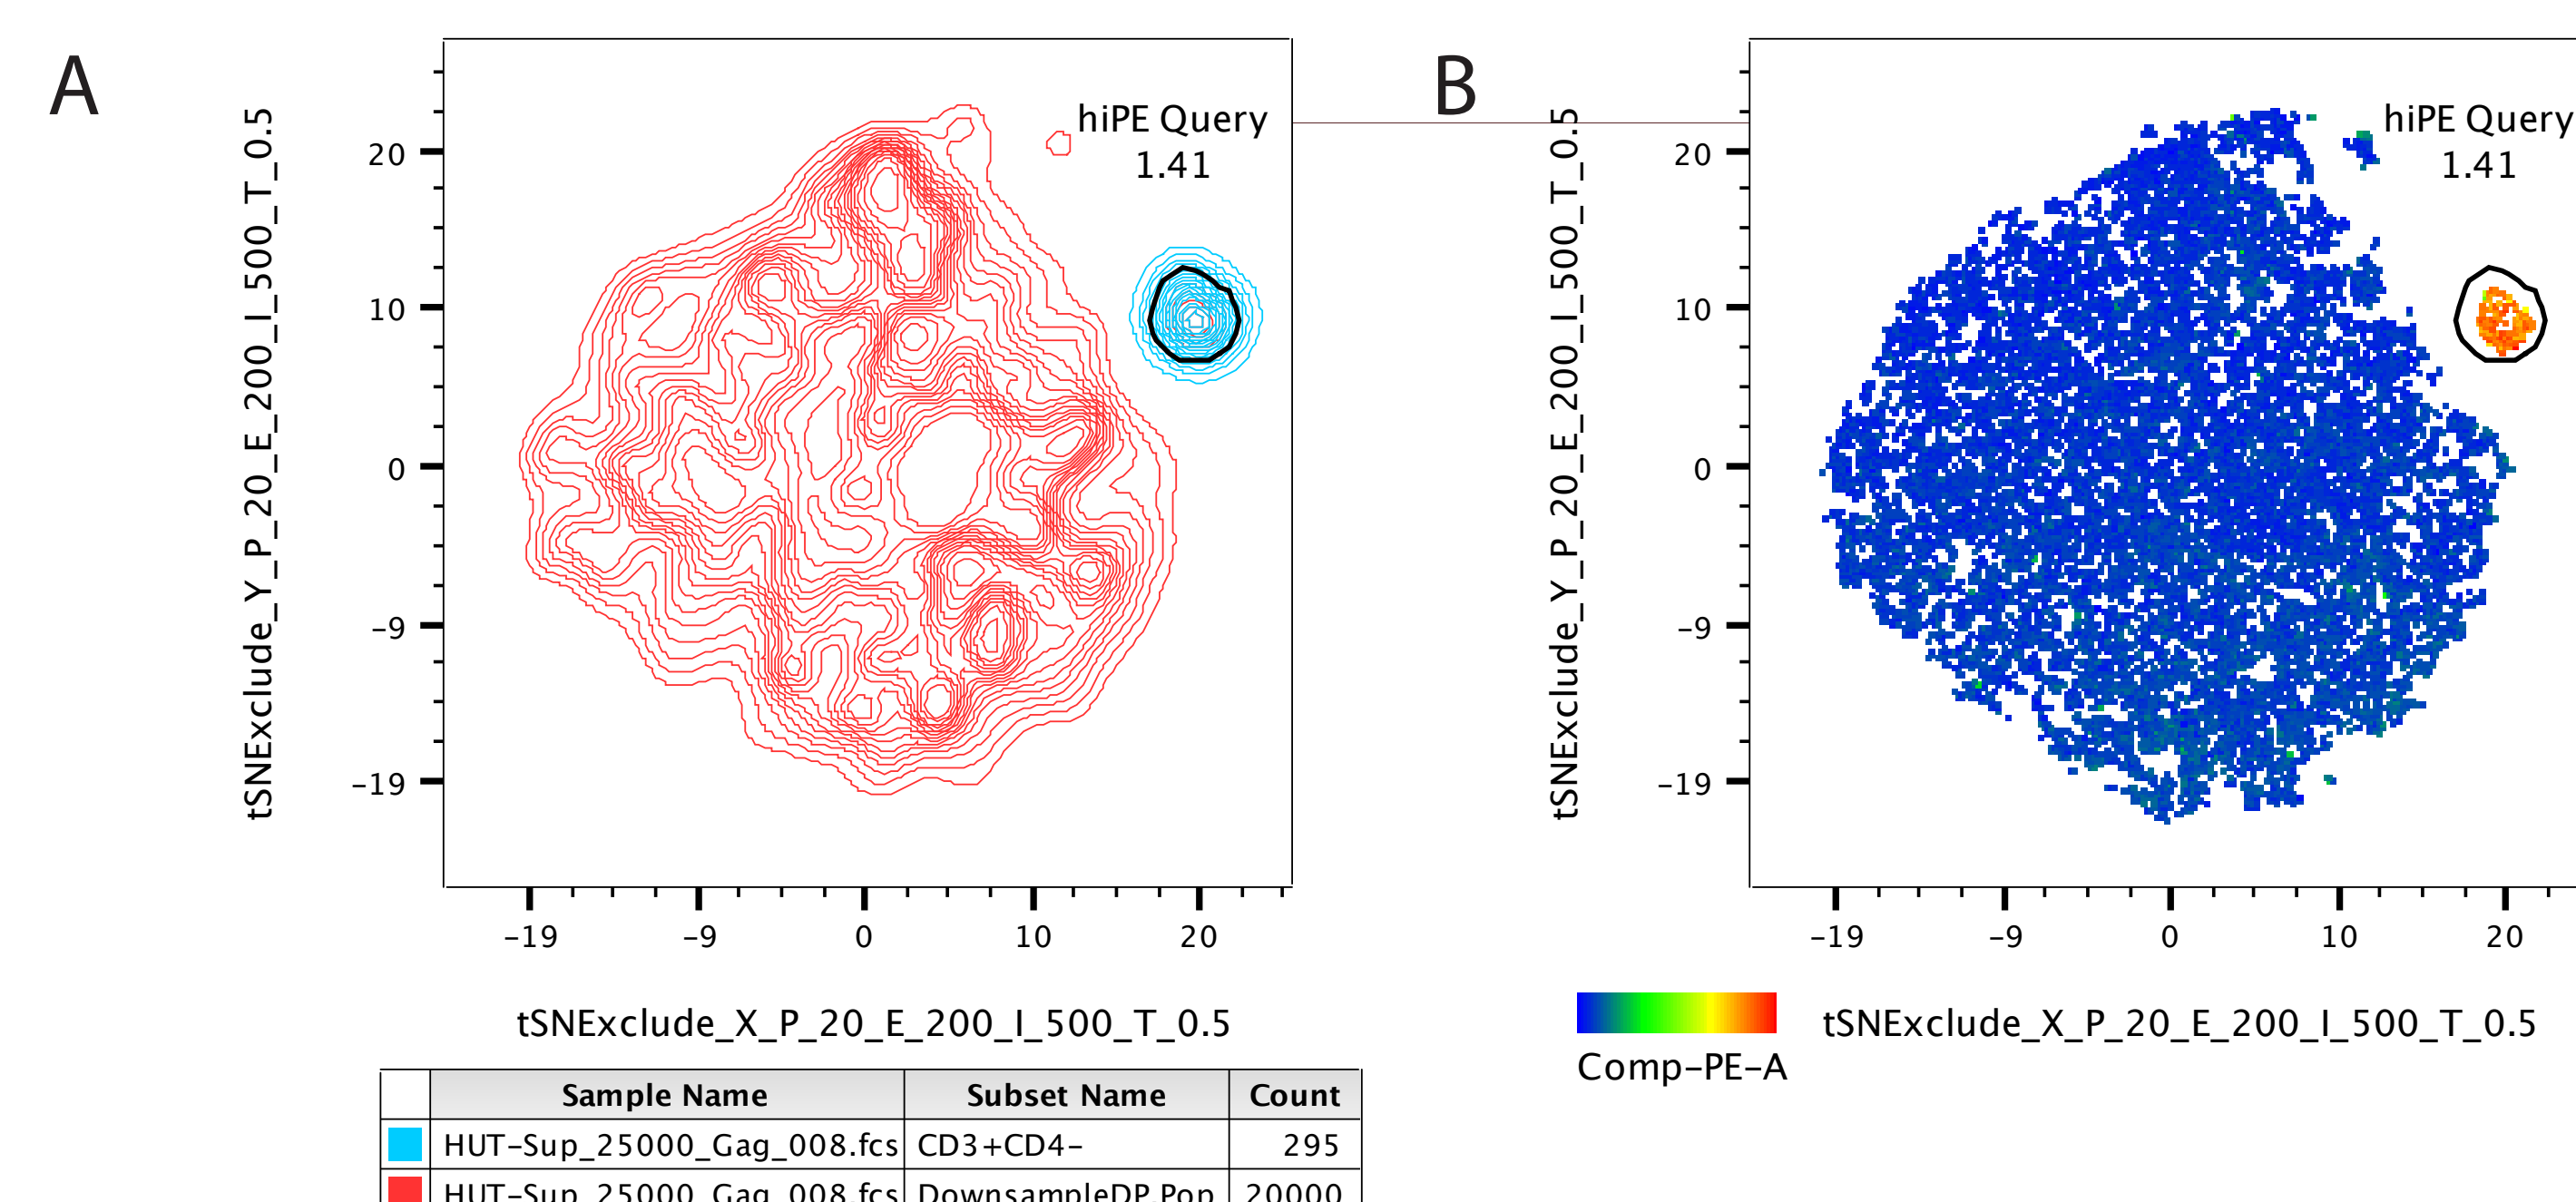 A
tSNExclude_Y_P_20_E_200_I_500_T_0.5
20
10
0
-9
-19
hiPE Query
1.41
-19
-9
0
10
20
tSNExclude_X_P_20_E_200_I_500_T_0.5
Sample Name Subset Name Count
HUT-Sup_25000_Gag_008.fcs CD3+CD4- 295
HUT-Sup_25000_Gag_008.fcs DownsampleDP.Pop 20000
B
tSNExclude_Y_P_20_E_200_I_500_T_0.5
20
10
0
-9
-19
hiPE Query
1.41
-19
-9
0
10
20
tSNExclude_X_P_20_E_200_I_500_T_0.5
Comp-PE-A